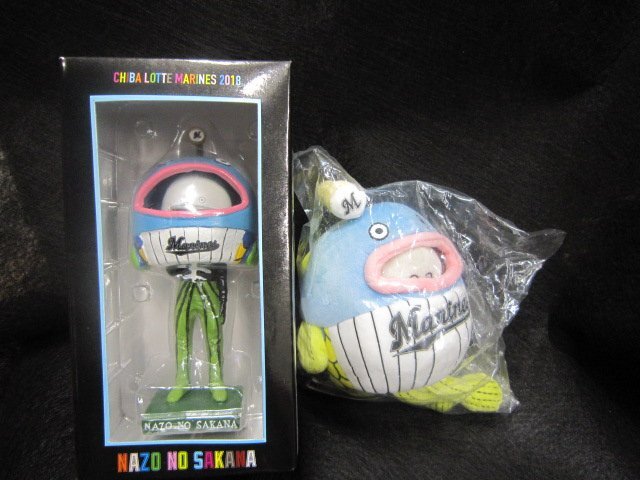 CHIBA LOTTE MARINES 2018
K
Marines
NAZO NO SAKANA
NAZO NO SAKANA
M
Marines